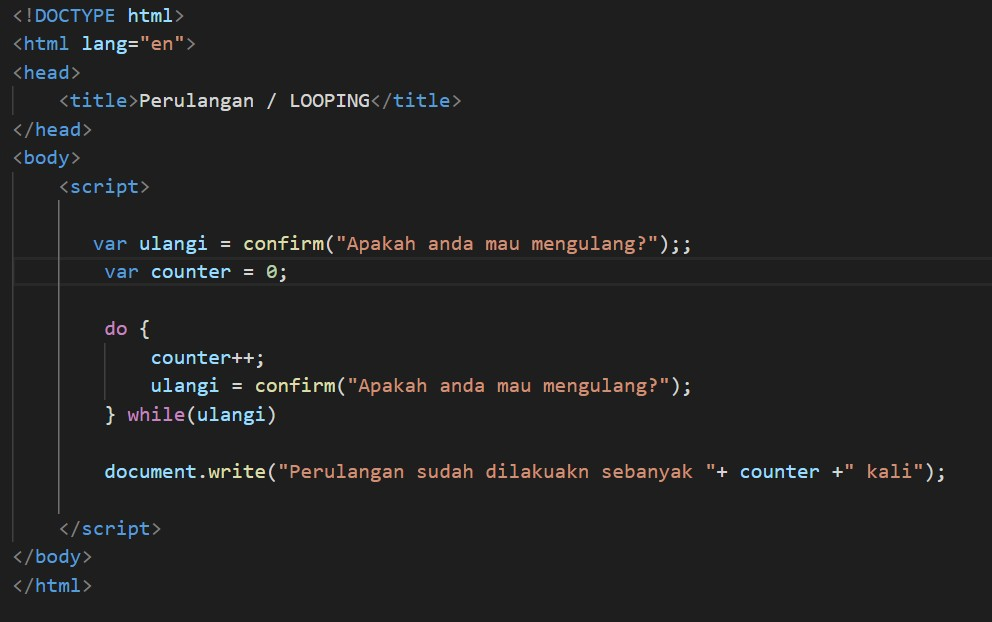 <!DOCTYPE html>
<html lang="en">
<head>
    <title>Perulangan / LOOPING</title>
</head>
<body>
    <script>

       var ulangi = confirm("Apakah anda mau mengulang?");;
        var counter = 0;

        do {
            counter++;
            ulangi = confirm("Apakah anda mau mengulang?");
        } while(ulangi)

        document.write("Perulangan sudah dilakuakn sebanyak "+ counter +" kali");

    </script>
</body>
</html>